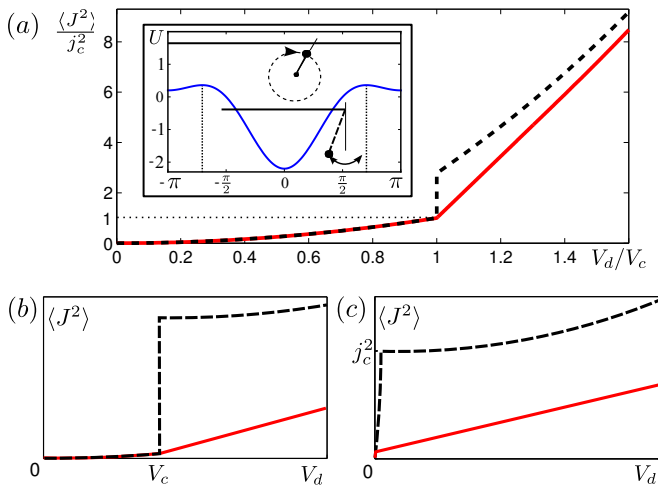 (a) ⟨J²⟩/j_c²
8
6
4
2
1
0
0 0.2 0.4 0.6 0.8 1 1.2 1.4 V_d/V_c
U
1
0
-1
-2
-π -π/2 0 π/2 π
(b) ⟨J²⟩
0 V_c V_d
(c) ⟨J²⟩
j_c²
0 V_d